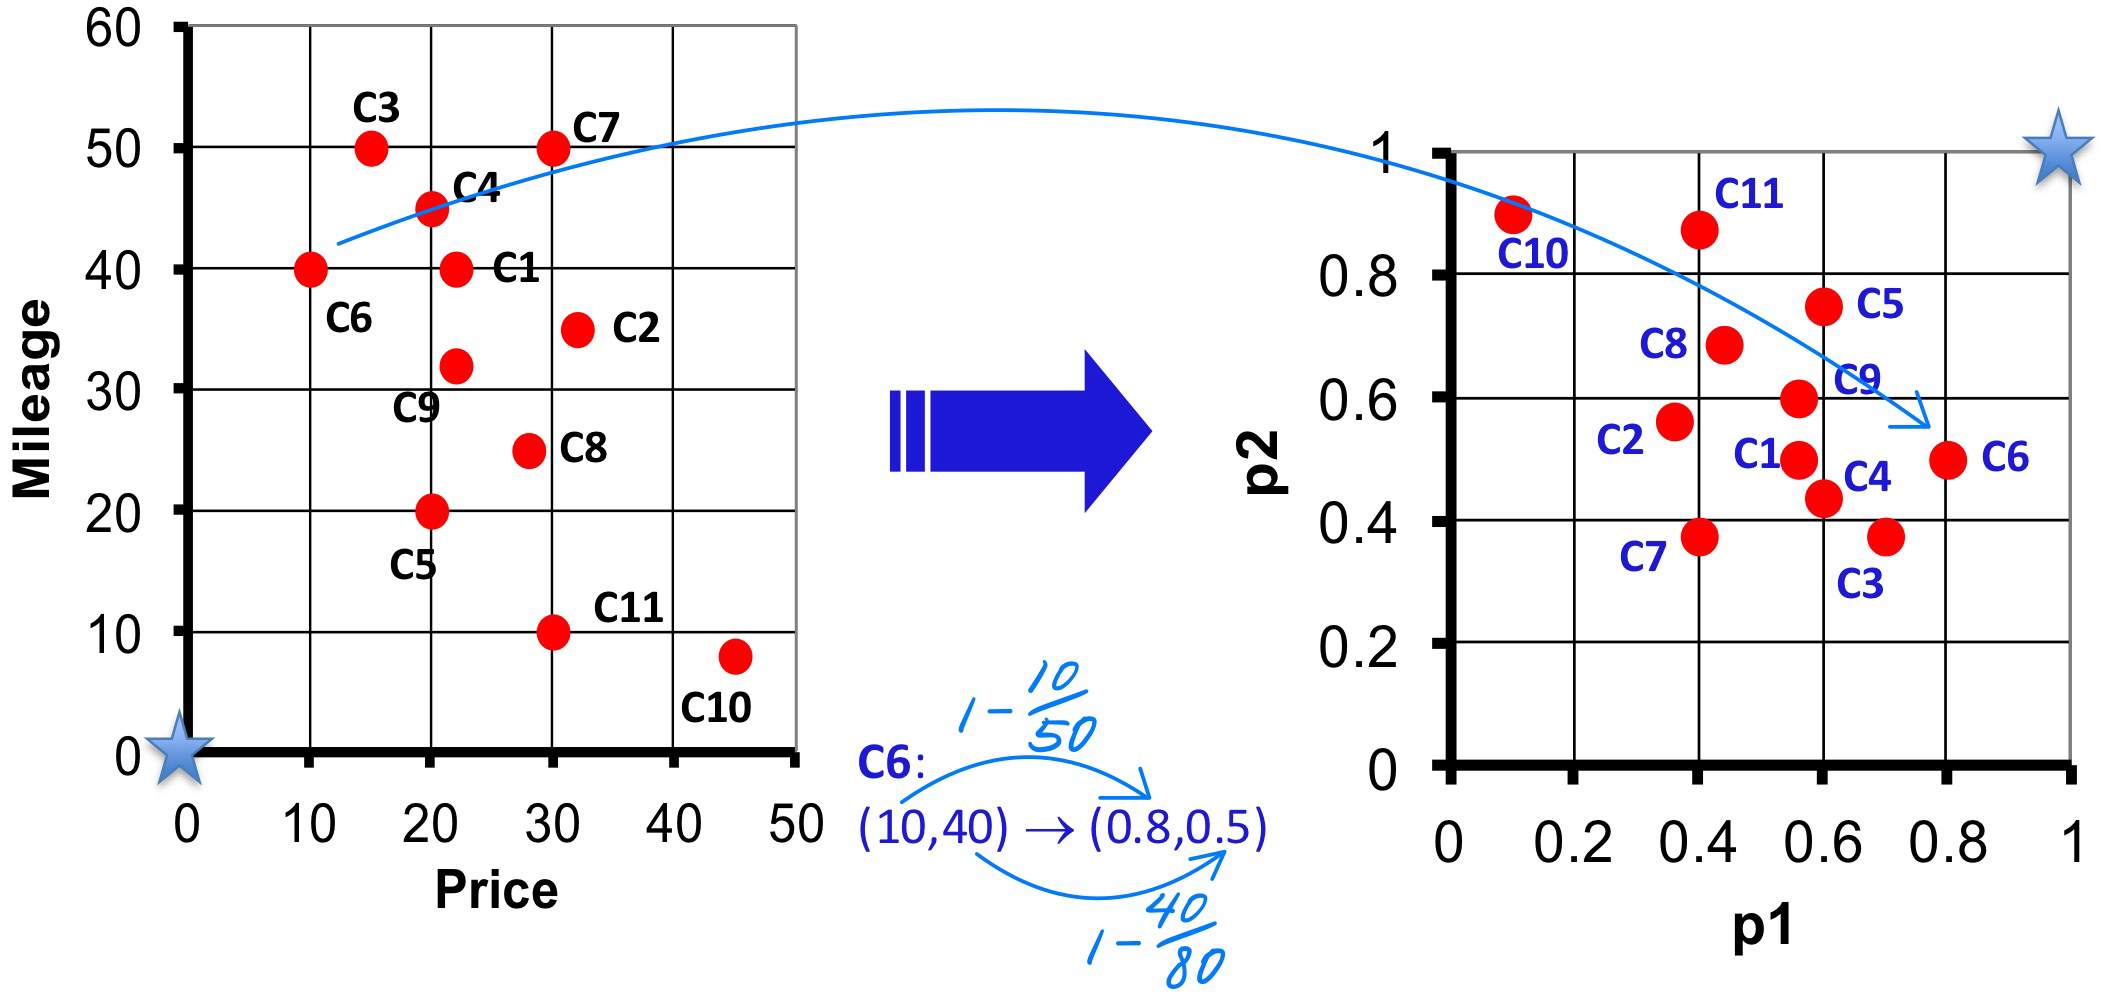 60
50
40
30
20
10
0
Mileage
C3
C7
C4
C1
C6
C2
C9
C8
C5
C11
C10
0 10 20 30 40 50
Price
1 - 10/50
C6:
(10,40) → (0.8,0.5)
1 - 40/80
1
0.8
0.6
0.4
0.2
0
p2
C11
C10
C5
C8
C9
C2
C1
C6
C4
C7
C3
0 0.2 0.4 0.6 0.8 1
p1